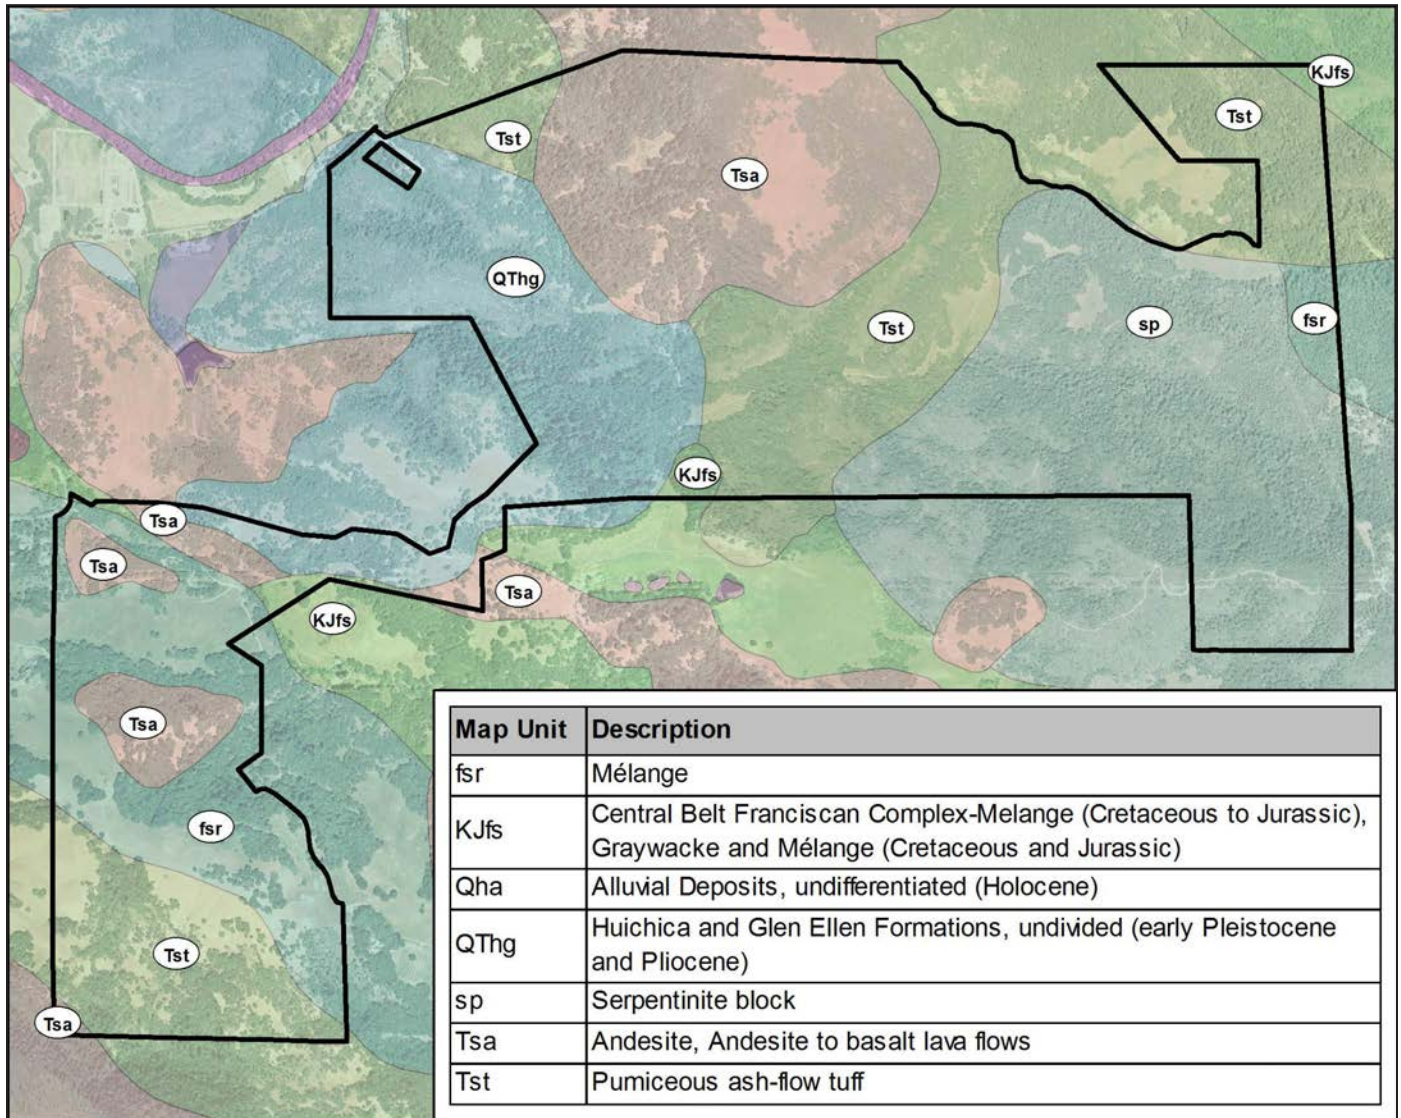 KJfs
Tst
Tst
Tsa
QThg
Tst
sp
fsr
KJfs
Tsa
Tsa
Tsa
KJfs
Tsa
fsr
Tst
Tsa
Map Unit Description
fsr Mélange
KJfs Central Belt Franciscan Complex-Melange (Cretaceous to Jurassic),
Graywacke and Mélange (Cretaceous and Jurassic)
Qha Alluvial Deposits, undifferentiated (Holocene)
QThg Huichica and Glen Ellen Formations, undivided (early Pleistocene
and Pliocene)
sp Serpentinite block
Tsa Andesite, Andesite to basalt lava flows
Tst Pumiceous ash-flow tuff